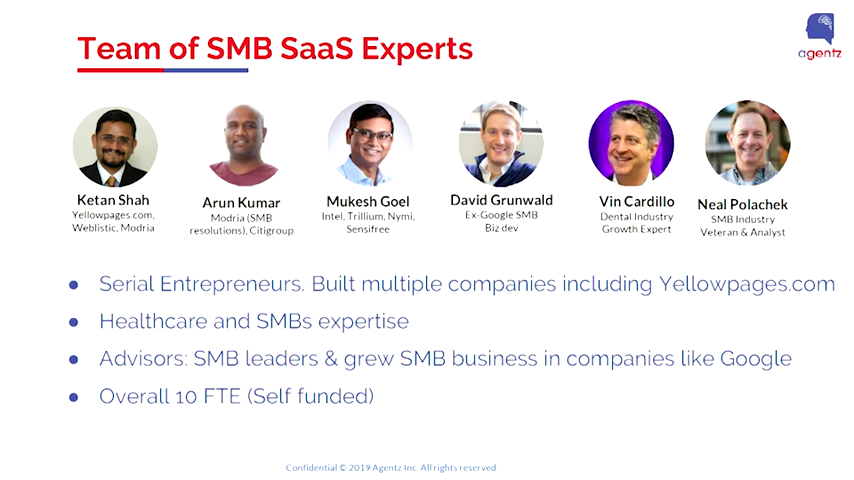 Team of SMB SaaS Experts
agentz
Ketan Shah
Yellowpages.com,
Weblistic, Modria
Arun Kumar
Modria (SMB
resolutions), Citigroup
Mukesh Goel
Intel, Trillium, Nymi,
Sensifree
David Grunwald
Ex-Google SMB
Biz dev
Vin Cardillo
Dental Industry
Growth Expert
Neal Polachek
SMB Industry
Veteran & Analyst
● Serial Entrepreneurs. Built multiple companies including Yellowpages.com
● Healthcare and SMBs expertise
● Advisors: SMB leaders & grew SMB business in companies like Google
● Overall 10 FTE (Self funded)
Confidential © 2019 Agentz Inc. All rights reserved